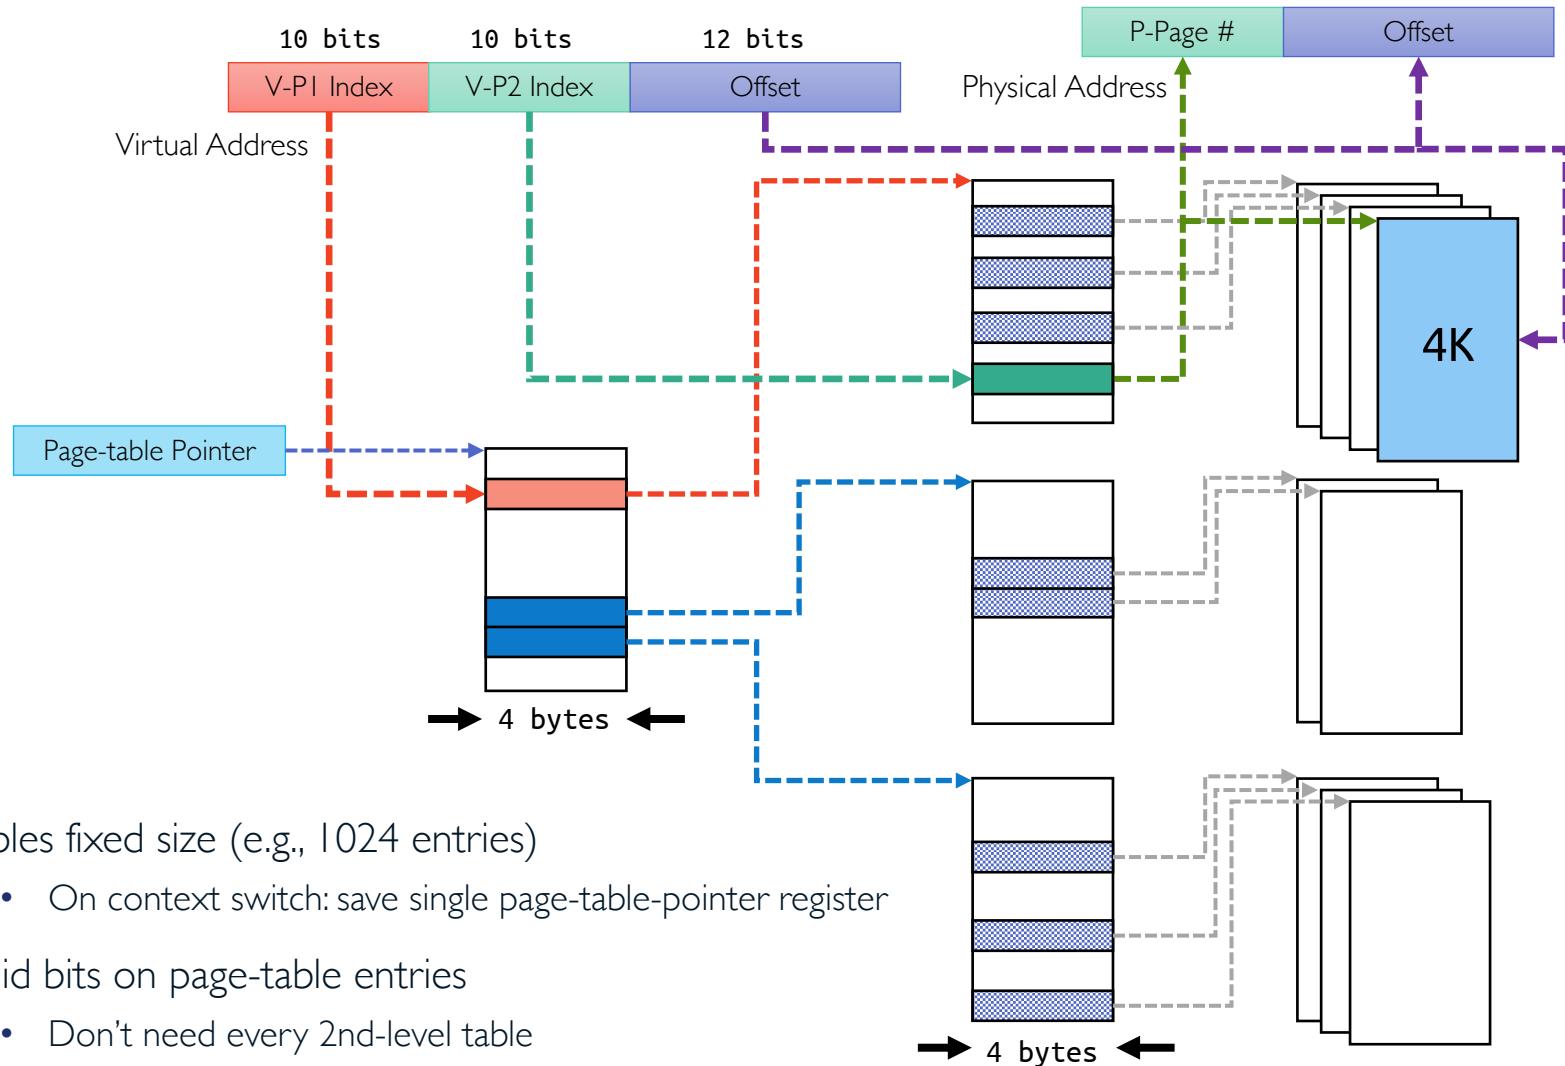 10 bits 10 bits 12 bits
V-P1 Index V-P2 Index Offset
Virtual Address
P-Page # Offset
Physical Address
4K
Page-table Pointer
4 bytes
fixed size (e.g., 1024 entries)
• On context switch: save single page-table-pointer register
bits on page-table entries
• Don't need every 2nd-level table
4 bytes